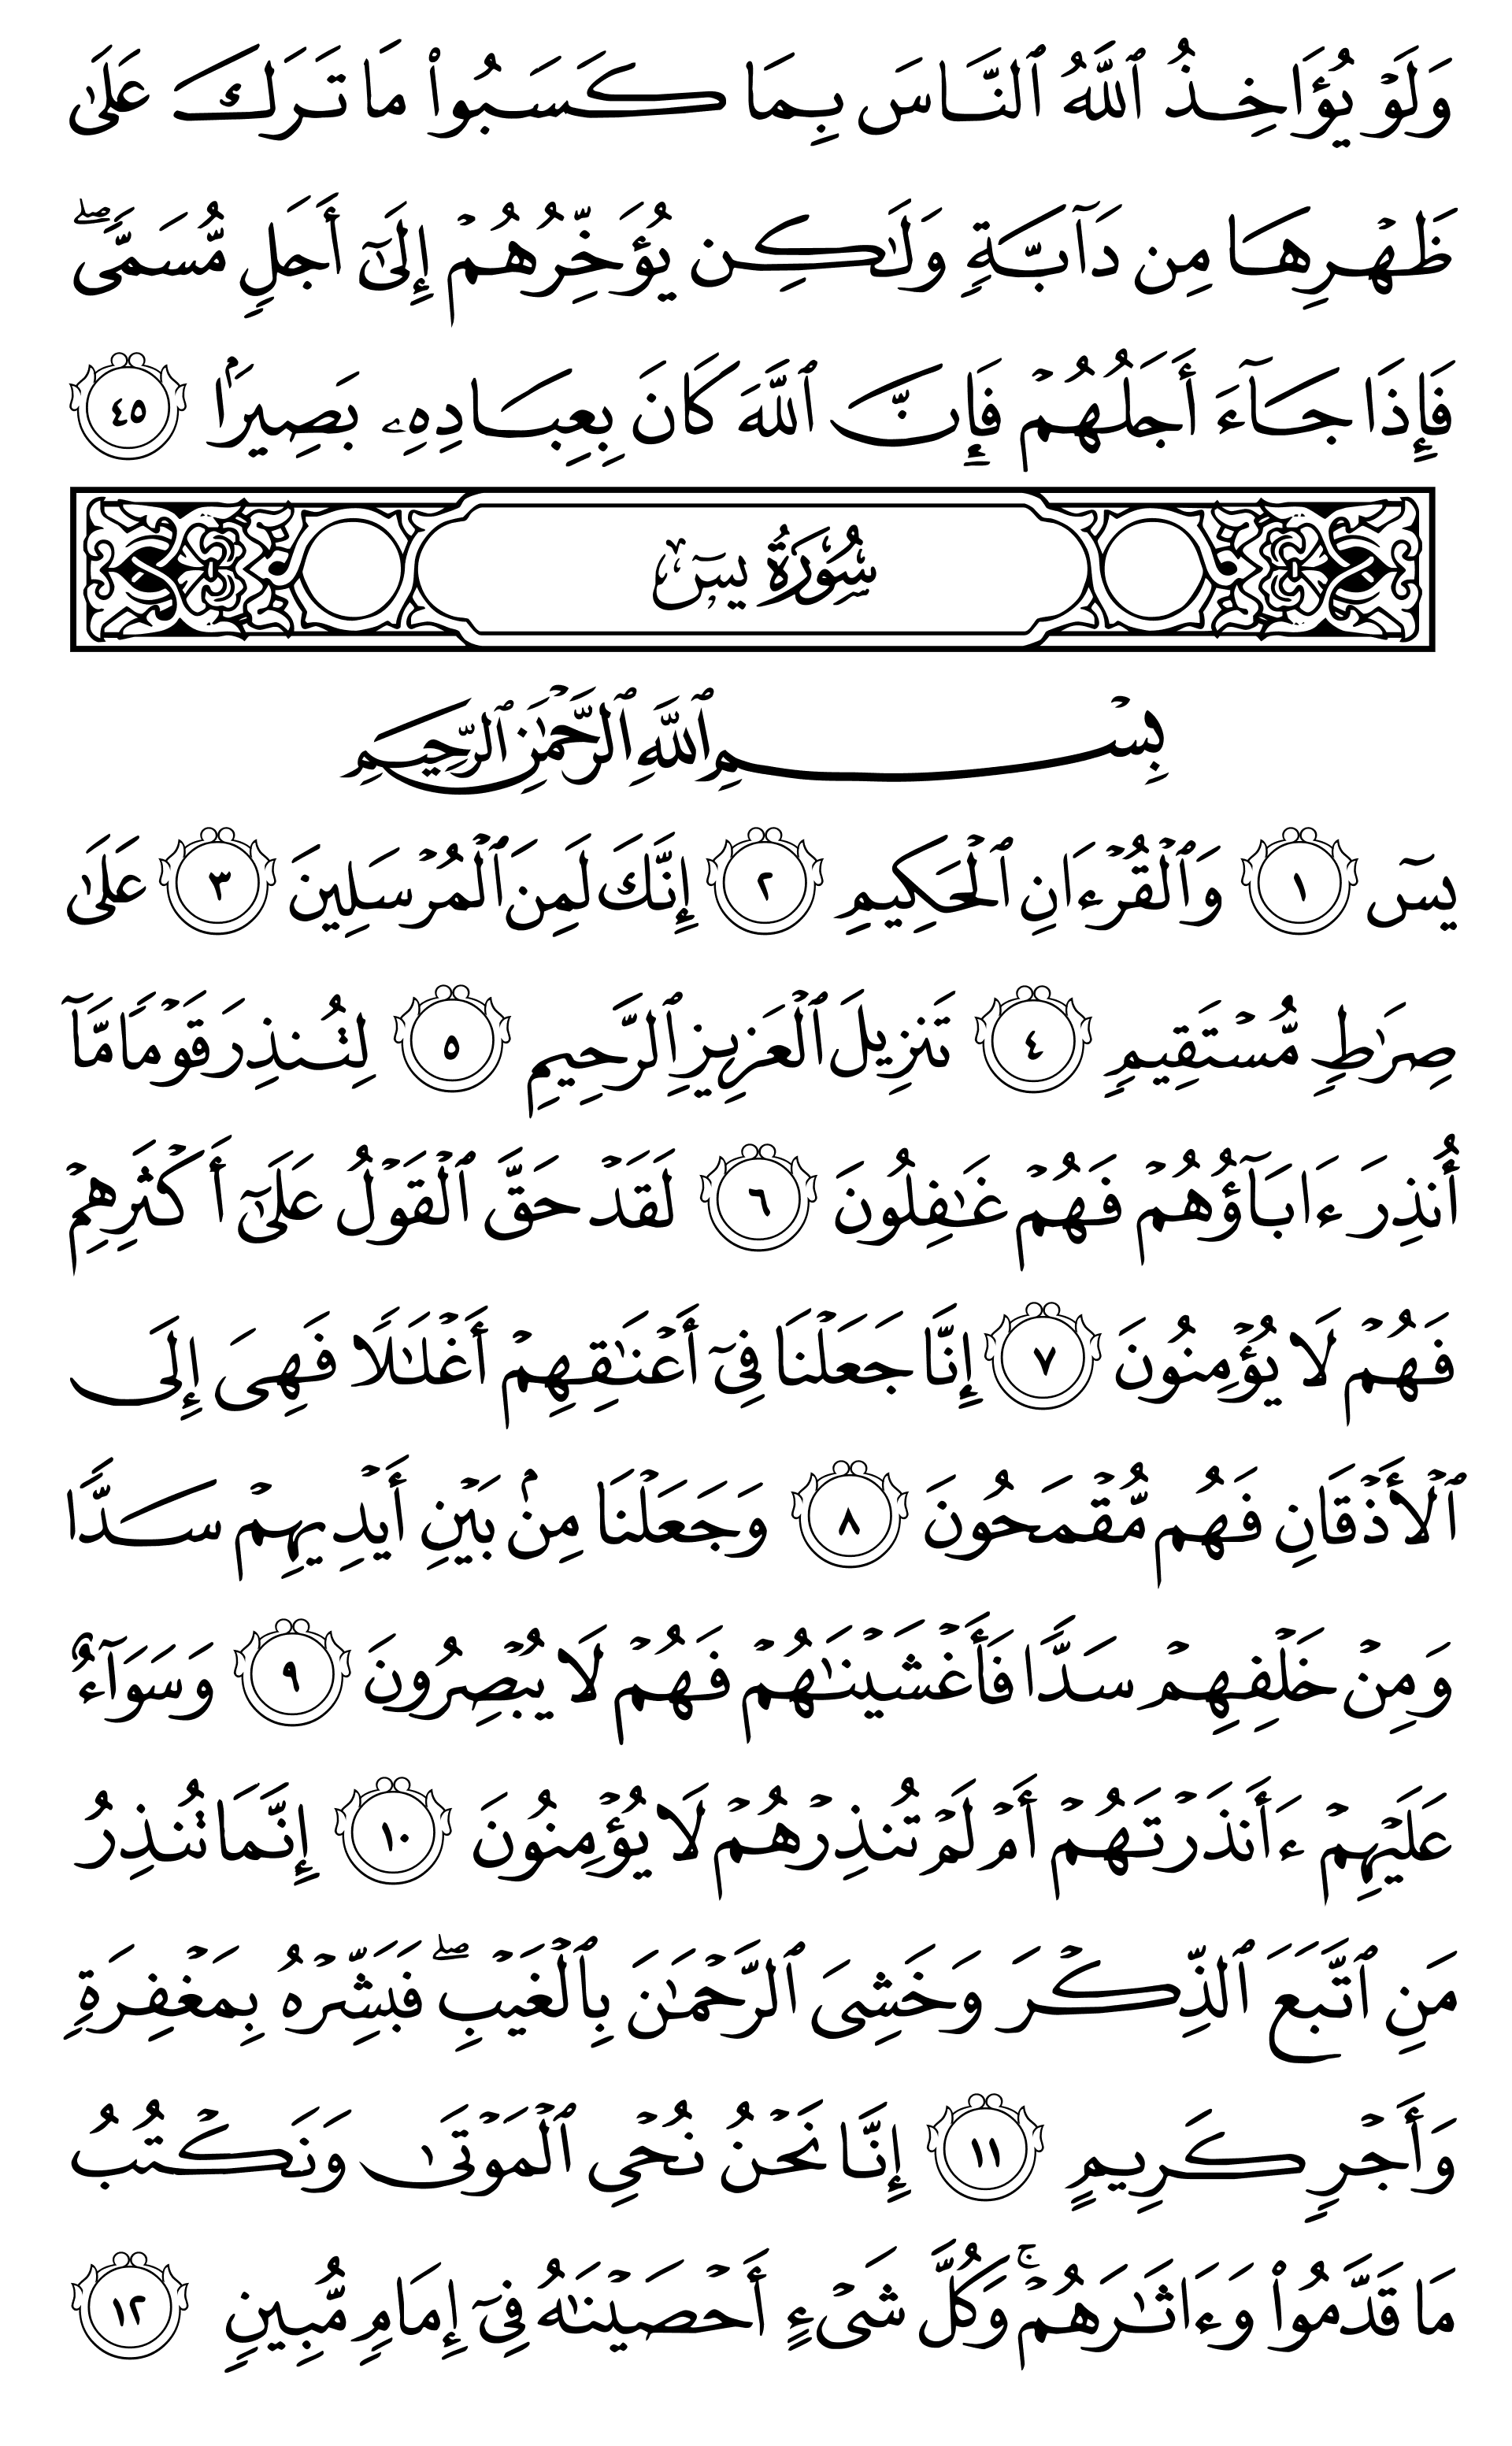 وَلَوۡ يُؤَاخِذُ ٱللَّهُ ٱلنَّاسَ بِمَا كَسَبُواْ مَا تَرَكَ عَلَىٰ
ظَهۡرِهَا مِن دَآبَّةٖ وَلَٰكِن يُؤَخِّرُهُمۡ إِلَىٰٓ أَجَلٖ مُّسَمّٗىۖ
فَإِذَا جَآءَ أَجَلُهُمۡ فَإِنَّ ٱللَّهَ كَانَ بِعِبَادِهِۦ بَصِيرَۢا ٤٥
سُورَةُ يسٓ
بِسۡمِ ٱللَّهِ ٱلرَّحۡمَٰنِ ٱلرَّحِيمِ
يسٓ ١ وَٱلۡقُرۡءَانِ ٱلۡحَكِيمِ ٢ إِنَّكَ لَمِنَ ٱلۡمُرۡسَلِينَ ٣ عَلَىٰ
صِرَٰطٖ مُّسۡتَقِيمٖ ٤ تَنزِيلَ ٱلۡعَزِيزِ ٱلرَّحِيمِ ٥ لِتُنذِرَ قَوۡمٗا مَّآ
أُنذِرَ ءَابَآؤُهُمۡ فَهُمۡ غَٰفِلُونَ ٦ لَقَدۡ حَقَّ ٱلۡقَوۡلُ عَلَىٰٓ أَكۡثَرِهِمۡ
فَهُمۡ لَا يُؤۡمِنُونَ ٧ إِنَّا جَعَلۡنَا فِيٓ أَعۡنَٰقِهِمۡ أَغۡلَٰلٗا فَهِيَ إِلَى
ٱلۡأَذۡقَانِ فَهُم مُّقۡمَحُونَ ٨ وَجَعَلۡنَا مِنۢ بَيۡنِ أَيۡدِيهِمۡ سَدّٗا
وَمِنۡ خَلۡفِهِمۡ سَدّٗا فَأَغۡشَيۡنَٰهُمۡ فَهُمۡ لَا يُبۡصِرُونَ ٩ وَسَوَآءٌ
عَلَيۡهِمۡ ءَأَنذَرۡتَهُمۡ أَمۡ لَمۡ تُنذِرۡهُمۡ لَا يُؤۡمِنُونَ ١٠ إِنَّمَا تُنذِرُ
مَنِ ٱتَّبَعَ ٱلذِّكۡرَ وَخَشِيَ ٱلرَّحۡمَٰنَ بِٱلۡغَيۡبِۖ فَبَشِّرۡهُ بِمَغۡفِرَةٖ
وَأَجۡرٖ كَرِيمٍ ١١ إِنَّا نَحۡنُ نُحۡيِ ٱلۡمَوۡتَىٰ وَنَكۡتُبُ
مَا قَدَّمُواْ وَءَاثَٰرَهُمۡۚ وَكُلَّ شَيۡءٍ أَحۡصَيۡنَٰهُ فِيٓ إِمَامٖ مُّبِينٖ ١٢